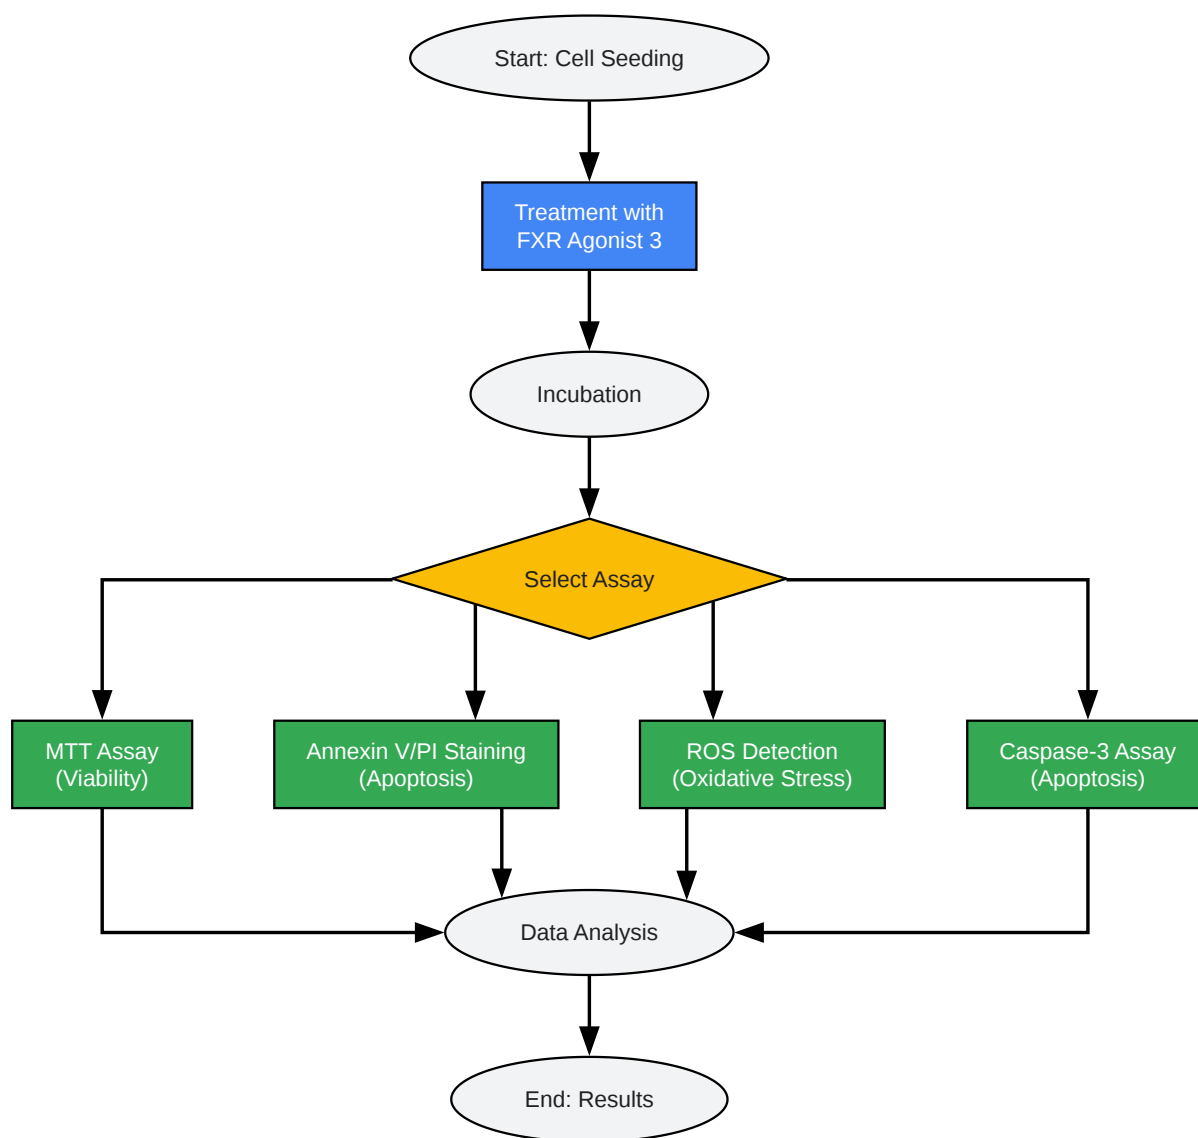 Start: Cell Seeding
Treatment with
FXR Agonist 3
Incubation
Select Assay
MTT Assay
(Viability)
Annexin V/PI Staining
(Apoptosis)
ROS Detection
(Oxidative Stress)
Caspase-3 Assay
(Apoptosis)
Data Analysis
End: Results